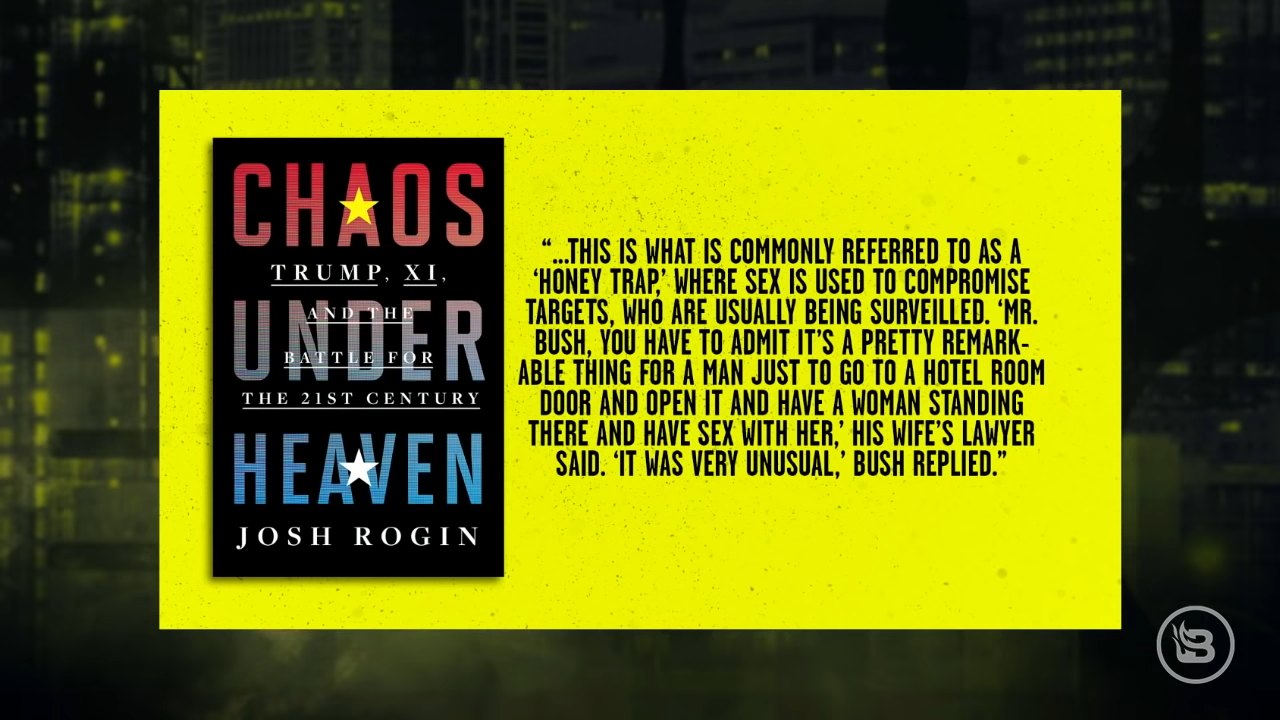 CHAOS
TRUMP, XI,
AND THE
UNDER
BATTLE FOR
THE 21ST CENTURY
HEAVEN
JOSH ROGIN
“...THIS IS WHAT IS COMMONLY REFERRED TO AS A
‘HONEY TRAP,’ WHERE SEX IS USED TO COMPROMISE
TARGETS, WHO ARE USUALLY BEING SURVEILLED. ‘MR.
BUSH, YOU HAVE TO ADMIT IT’S A PRETTY REMARK-
ABLE THING FOR A MAN JUST TO GO TO A HOTEL ROOM
DOOR AND OPEN IT AND HAVE A WOMAN STANDING
THERE AND HAVE SEX WITH HER,’ HIS WIFE’S LAWYER
SAID. ‘IT WAS VERY UNUSUAL,’ BUSH REPLIED.”
B